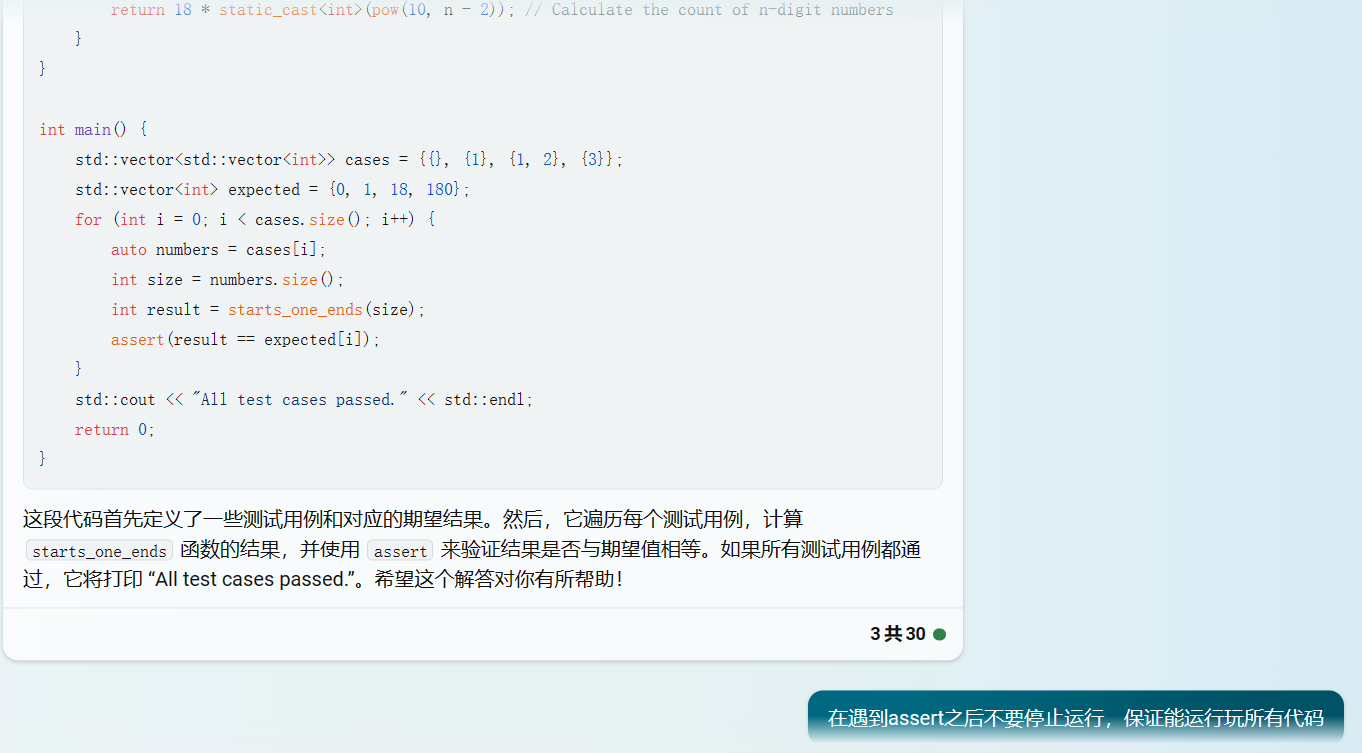 return 18 * static_cast<int>(pow(10, n - 2)); // Calculate the count of n-digit numbers
}
}
int main() {
std::vector<std::vector<int>> cases = {{}, {1}, {1, 2}, {3}};
std::vector<int> expected = {0, 1, 18, 180};
for (int i = 0; i < cases.size(); i++) {
auto numbers = cases[i];
int size = numbers.size();
int result = starts_one_ends(size);
assert(result == expected[i]);
}
std::cout << "All test cases passed." << std::endl;
return 0;
}
这段代码首先定义了一些测试用例和对应的期望结果。然后，它遍历每个测试用例，计算
starts_one_ends 函数的结果，并使用 assert 来验证结果是否与期望值相等。如果所有测试用例都通
过，它将打印 “All test cases passed.”。希望这个解答对你有所帮助！
3 共 30
在遇到assert之后不要停止运行，保证能运行玩所有代码